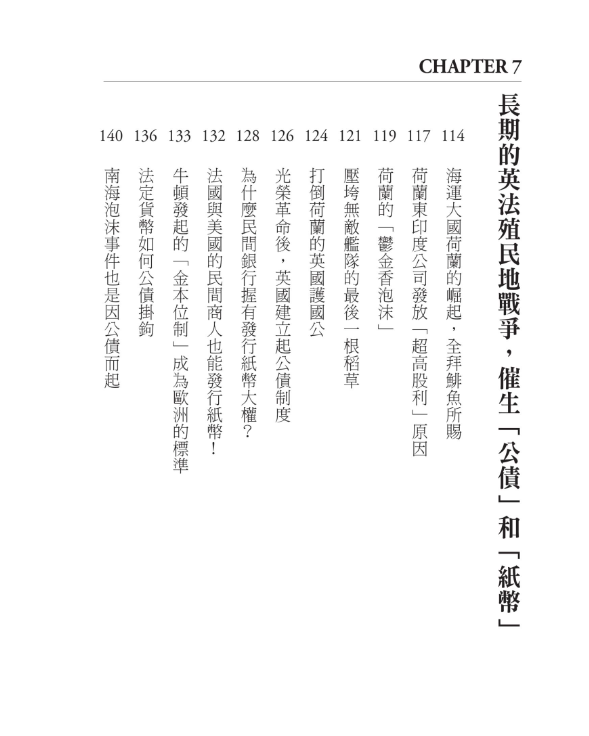 CHAPTER 7
長期的英法殖民地戰爭，催生「公債」和「紙幣」
114 海運大國荷蘭的崛起，全拜鯡魚所賜
117 荷蘭東印度公司發放「超高股利」原因
119 荷蘭的「鬱金香泡沫」
121 壓垮無敵艦隊的最後一根稻草
124 打倒荷蘭的英國護國公
126 光榮革命後，英國建立起公債制度
128 為什麼民間銀行握有發行紙幣大權？
132 法國與美國的民間商人也能發行紙幣！
133 牛頓發起的「金本位制」成為歐洲的標準
136 法定貨幣如何公債掛鉤
140 南海泡沫事件也是因公債而起